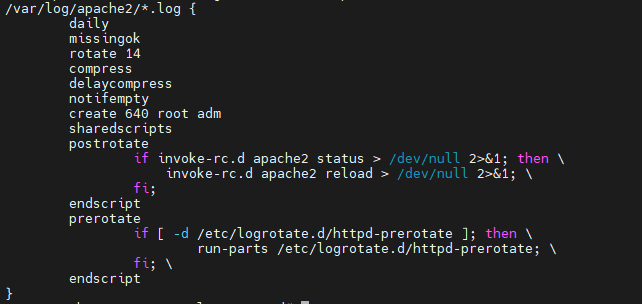 /var/log/apache2/*.log {
        daily
        missingok
        rotate 14
        compress
        delaycompress
        notifempty
        create 640 root adm
        sharedscripts
        postrotate
                if invoke-rc.d apache2 status > /dev/null 2>&1; then \
                    invoke-rc.d apache2 reload > /dev/null 2>&1; \
                fi;
        endscript
        prerotate
                if [ -d /etc/logrotate.d/httpd-prerotate ]; then \
                        run-parts /etc/logrotate.d/httpd-prerotate; \
                fi; \
        endscript
}